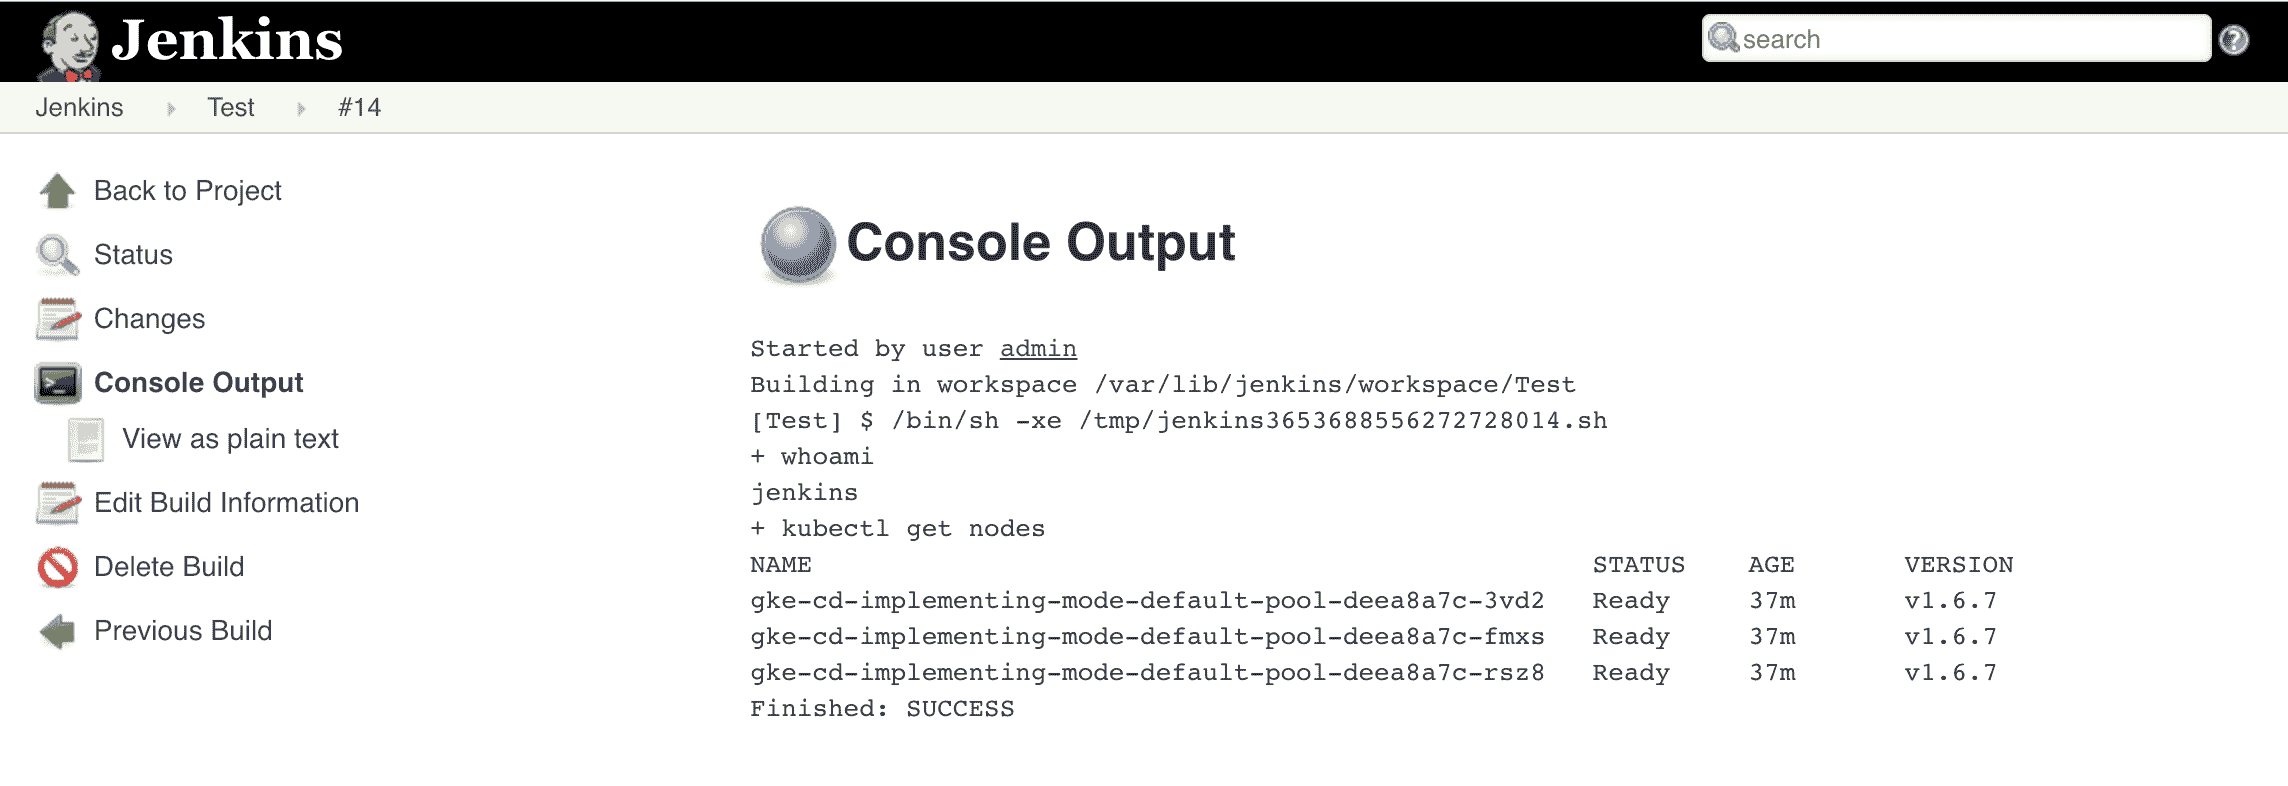 Jenkins
search
Jenkins Test #14
Back to Project
Status
Changes
Console Output
View as plain text
Edit Build Information
Delete Build
Previous Build
Console Output
Started by user admin
Building in workspace /var/lib/jenkins/workspace/Test
[Test] $ /bin/sh -xe /tmp/jenkins3653688556272728014.sh
+ whoami
jenkins
+ kubectl get nodes
NAME STATUS AGE VERSION
gke-cd-implementing-mode-default-pool-deea8a7c-3vd2 Ready 37m v1.6.7
gke-cd-implementing-mode-default-pool-deea8a7c-fmxs Ready 37m v1.6.7
gke-cd-implementing-mode-default-pool-deea8a7c-rsz8 Ready 37m v1.6.7
Finished: SUCCESS